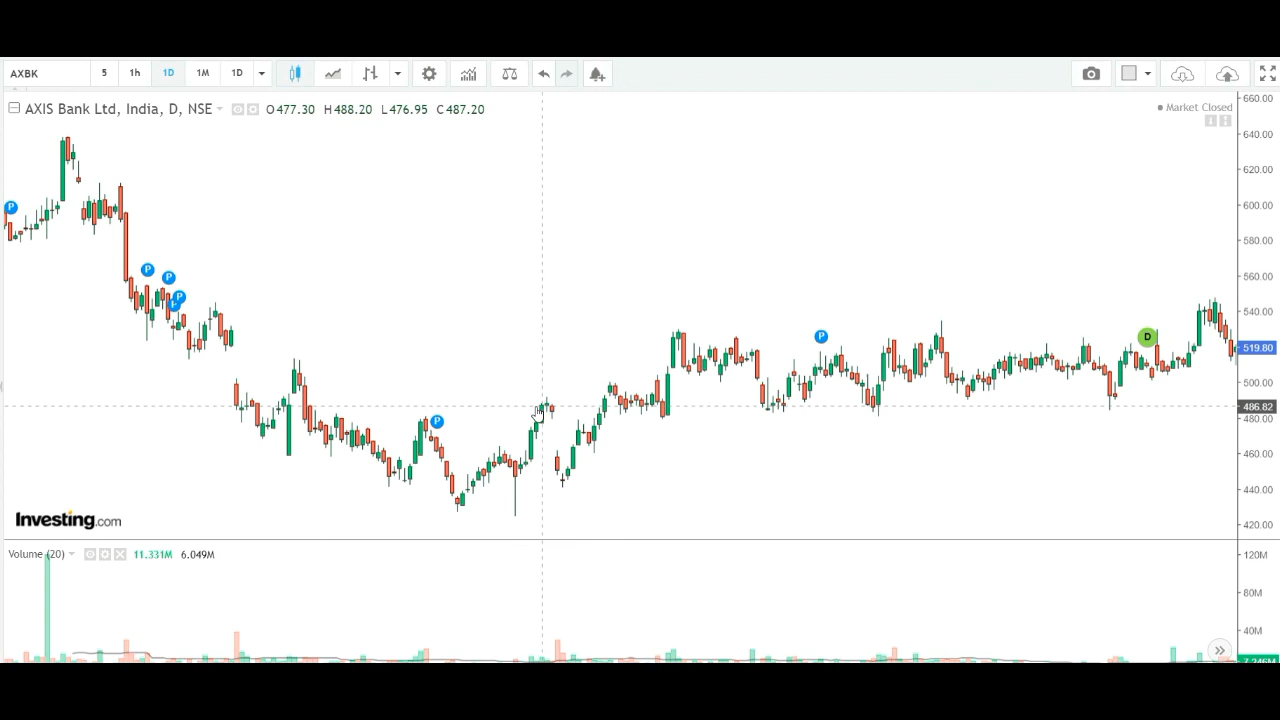 AXBK 5 1h 1D 1M 1D
AXIS Bank Ltd, India, D, NSE O477.30 H488.20 L476.95 C487.20
Market Closed
660.00
640.00
620.00
600.00
580.00
560.00
540.00
519.80
500.00
486.82
480.00
460.00
440.00
420.00
P
P
P
P
P
P
P
D
Investing.com
Volume (20) 11.331M 6.049M
120M
80M
40M
7.246M